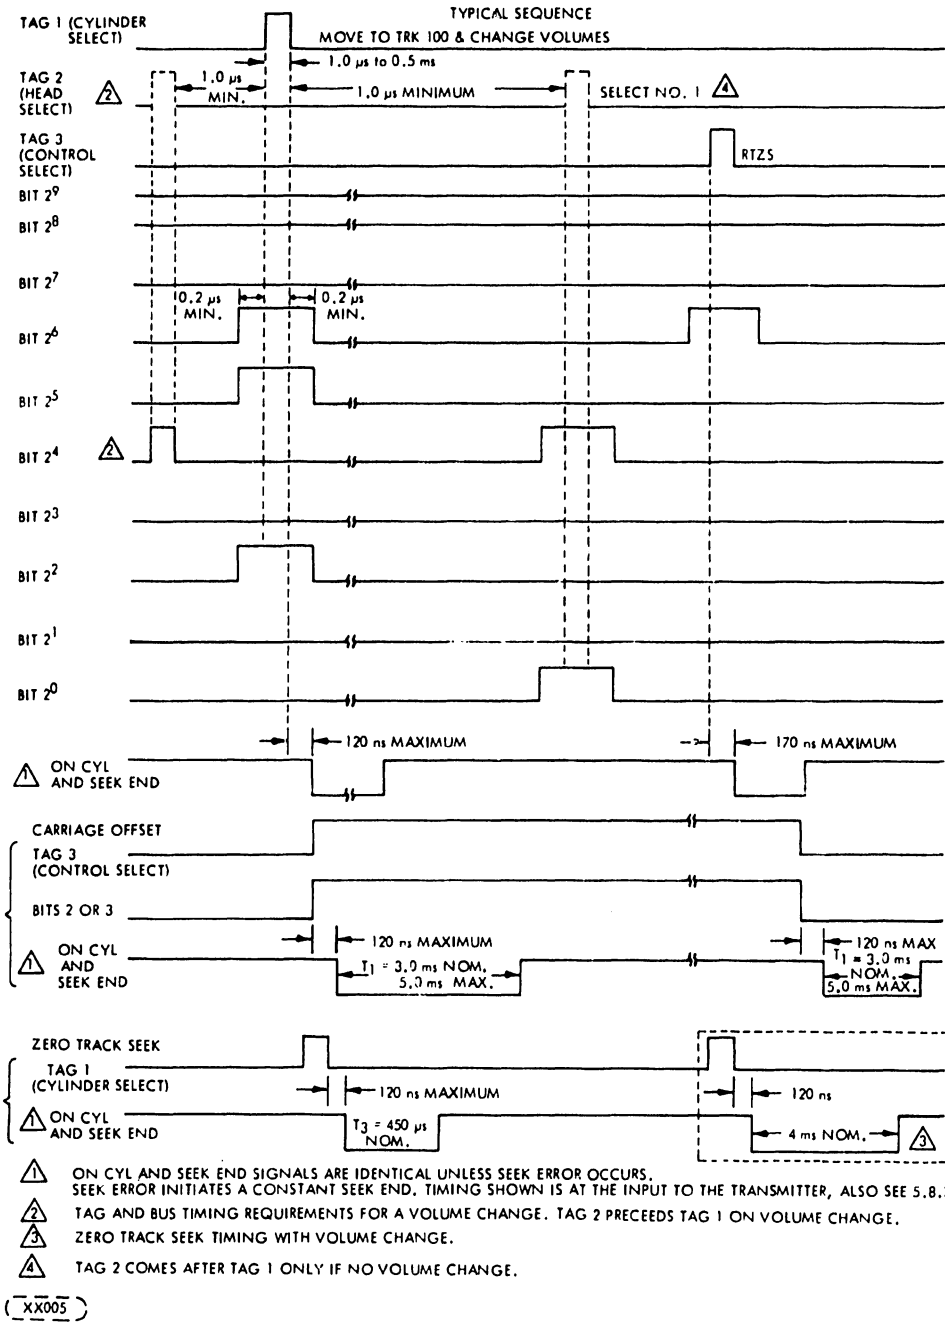 TYPICAL SEQUENCE
TAG 1 (CYLINDER
SELECT)
MOVE TO TRK 100 & CHANGE VOLUMES
1.0 µs to 0.5 ms
TAG 2
(HEAD
SELECT)
2
1.0 µs
MIN.
1.0 µs MINIMUM
SELECT NO. 1
4
TAG 3
(CONTROL
SELECT)
RTZS
BIT 2⁹
BIT 2⁸
BIT 2⁷
0.2 µs
MIN.
0.2 µs
MIN.
BIT 2⁶
BIT 2⁵
BIT 2⁴
2
BIT 2³
BIT 2²
BIT 2¹
BIT 2⁰
120 ns MAXIMUM
170 ns MAXIMUM
1 ON CYL
AND SEEK END
CARRIAGE OFFSET
TAG 3
(CONTROL SELECT)
BITS 2 OR 3
120 ns MAXIMUM
120 ns MAX
1 ON CYL
AND
SEEK END
T1 = 3.0 ms NOM.
5.0 ms MAX.
T1 = 3.0 ms
NOM.
5.0 ms MAX.
ZERO TRACK SEEK
TAG 1
(CYLINDER SELECT)
120 ns MAXIMUM
120 ns
1 ON CYL
AND SEEK END
T3 = 450 µs
NOM.
4 ms NOM.
3
1 ON CYL AND SEEK END SIGNALS ARE IDENTICAL UNLESS SEEK ERROR OCCURS.
SEEK ERROR INITIATES A CONSTANT SEEK END. TIMING SHOWN IS AT THE INPUT TO THE TRANSMITTER, ALSO SEE 5.8.
2 TAG AND BUS TIMING REQUIREMENTS FOR A VOLUME CHANGE. TAG 2 PRECEEDS TAG 1 ON VOLUME CHANGE.
3 ZERO TRACK SEEK TIMING WITH VOLUME CHANGE.
4 TAG 2 COMES AFTER TAG 1 ONLY IF NO VOLUME CHANGE.
XX005